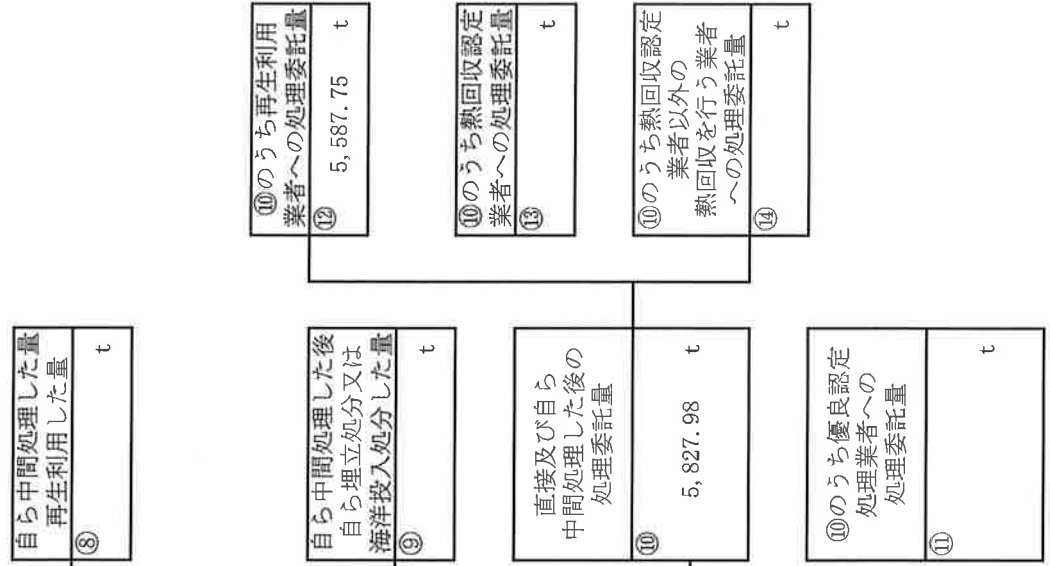 自ら中間処理した量
再生利用した量
⑧
t
自ら中間処理した後
自ら埋立処分又は
海洋投入処分した量
⑨
t
直接及び自ら
中間処理した後の
処理委託量
⑩
5,827.98 t
⑩のうち優良認定
処理業者への
処理委託量
⑪
t
⑩のうち再生利用
業者への処理委託量
⑫
5,587.75 t
⑩のうち熱回収認定
業者への処理委託量
⑬
t
⑩のうち熱回収認定
業者以外の
熱回収を行う業者
への処理委託量
⑭
t